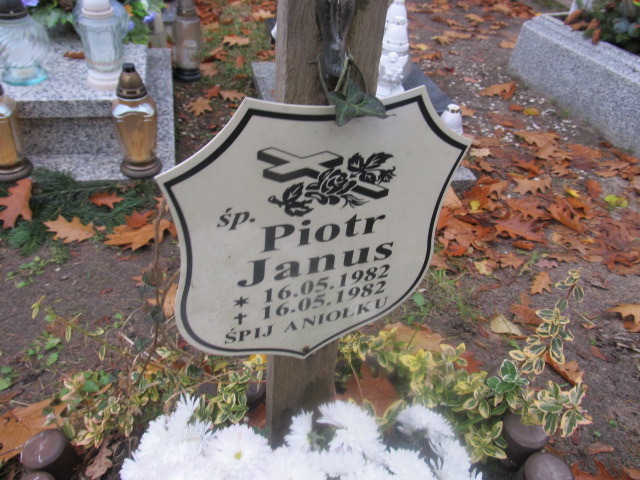 śp.
Piotr
Janus
✶ 16.05.1982
✝ 16.05.1982
ŚPIJ ANIOŁKU